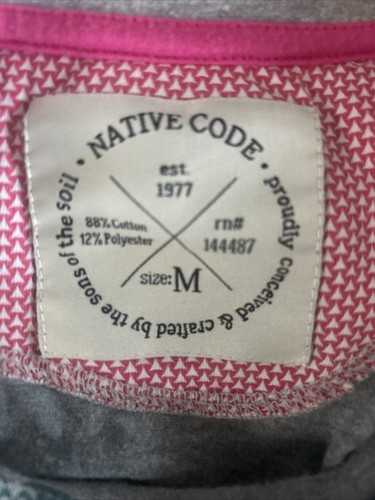 • NATIVE CODE •
proudly conceived & crafted by the sons of the soil
est.
1977
88% Cotton
12% Polyester
rn#
144487
size: M